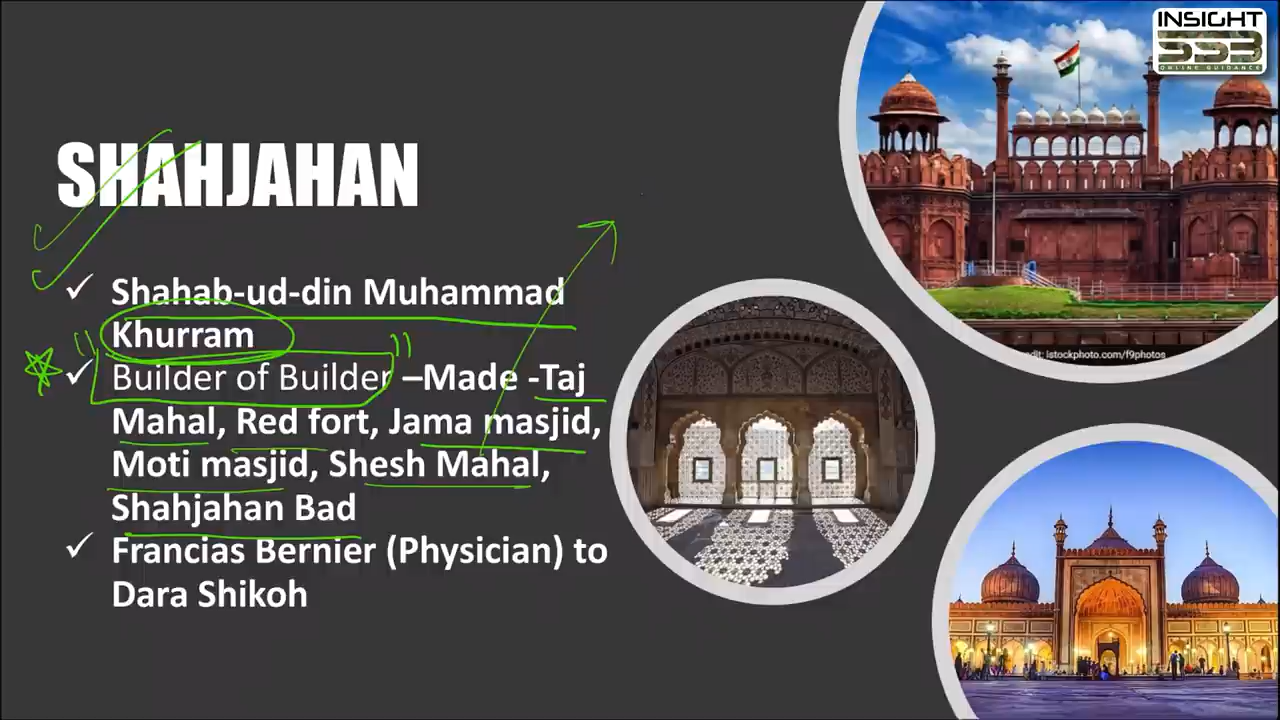 INSIGHT
SSB
ONLINE GUIDANCE
SHAHJAHAN
✓ Shahab-ud-din Muhammad
Khurram
✓ Builder of Builder –Made -Taj
Mahal, Red fort, Jama masjid,
Moti masjid, Shesh Mahal,
Shahjahan Bad
✓ Francias Bernier (Physician) to
Dara Shikoh
credit: istockphoto.com/f9photos